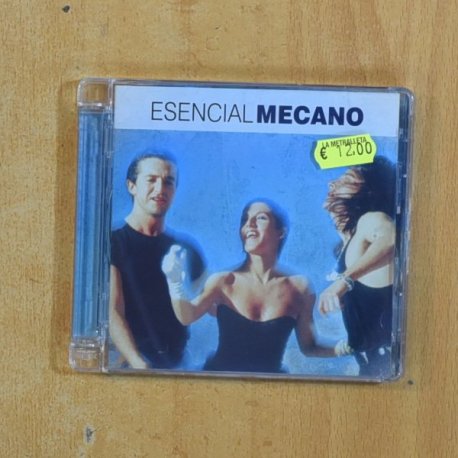 ESENCIAL MECANO
LA METRALLETA
€ 12,00